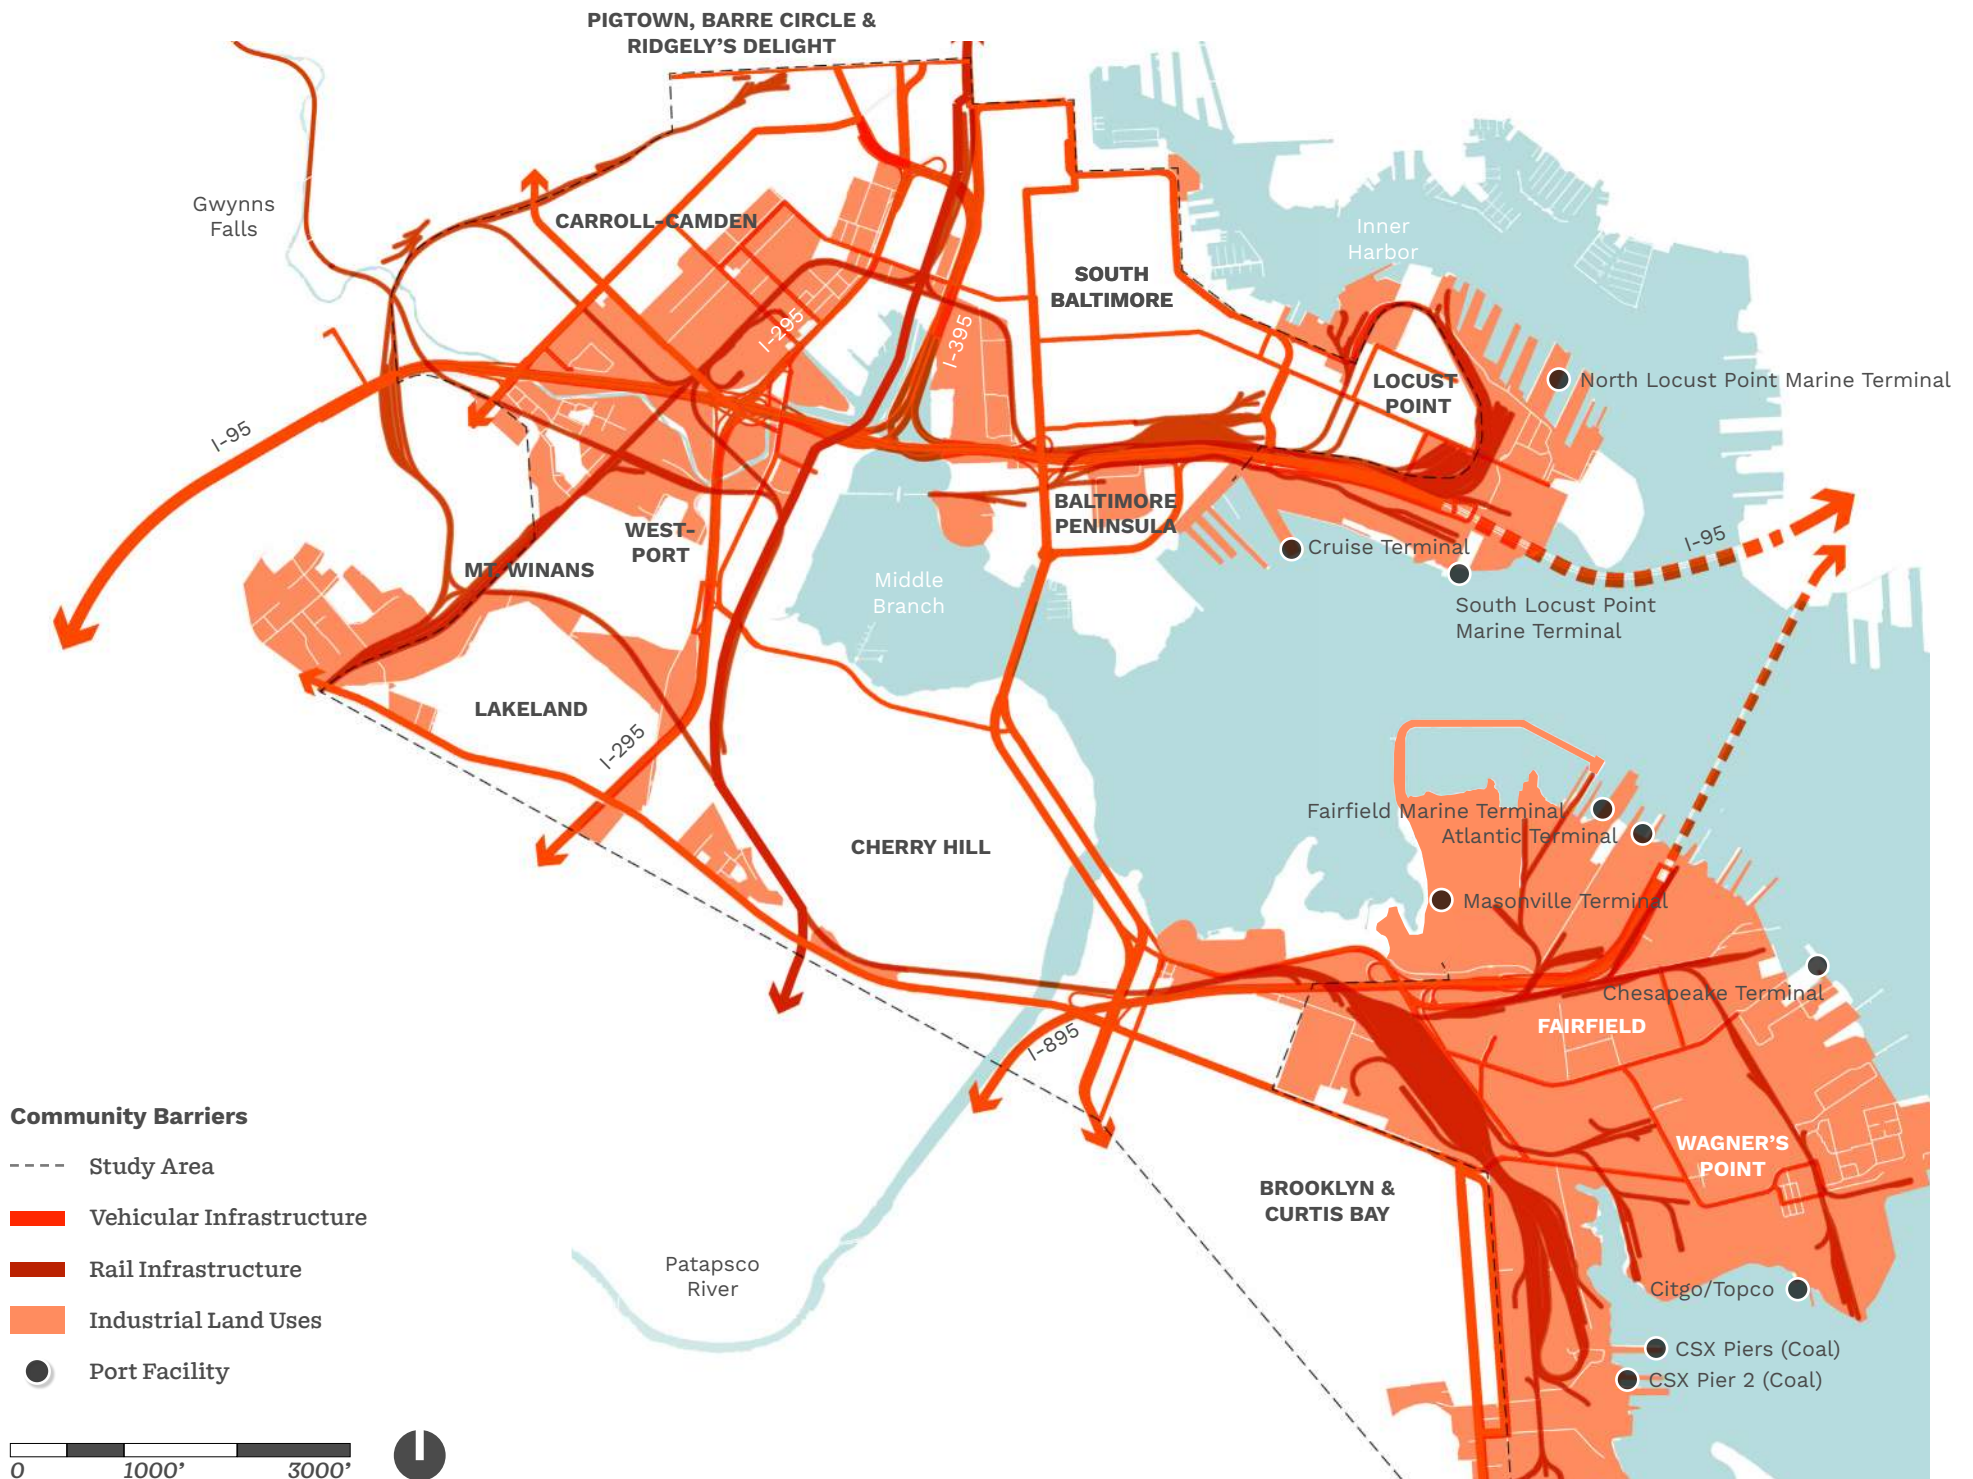 PIGTOWN, BARRE CIRCLE &
RIDGELY’S DELIGHT
Gwynns
Falls
CARROLL-CAMDEN
Inner
Harbor
SOUTH
BALTIMORE
I-295
I-395
LOCUST
POINT
North Locust Point Marine Terminal
I-95
BALTIMORE
PENINSULA
WEST-
PORT
MT. WINANS
Cruise Terminal
I-95
Middle
Branch
South Locust Point
Marine Terminal
LAKELAND
I-295
CHERRY HILL
Fairfield Marine Terminal
Atlantic Terminal
Masonville Terminal
Chesapeake Terminal
FAIRFIELD
I-895
WAGNER’S
POINT
BROOKLYN &
CURTIS BAY
Patapsco
River
Citgo/Topco
CSX Piers (Coal)
CSX Pier 2 (Coal)
Community Barriers
Study Area
Vehicular Infrastructure
Rail Infrastructure
Industrial Land Uses
Port Facility
0 1000’ 3000’